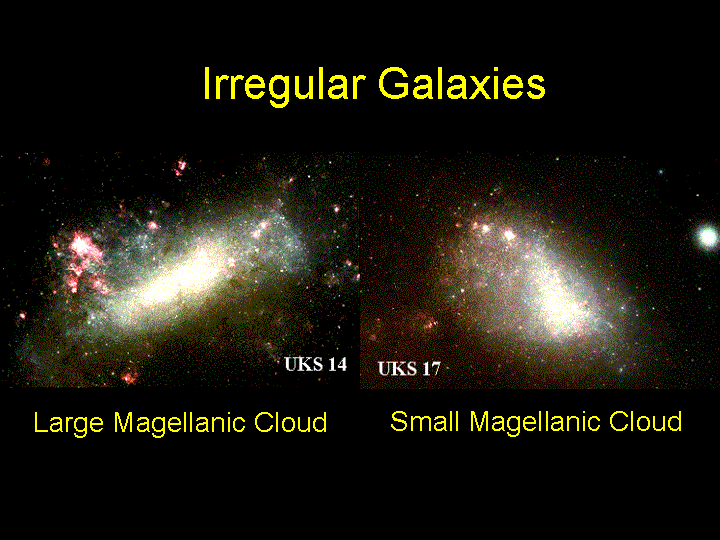 Irregular Galaxies
UKS 14
UKS 17
Large Magellanic Cloud
Small Magellanic Cloud